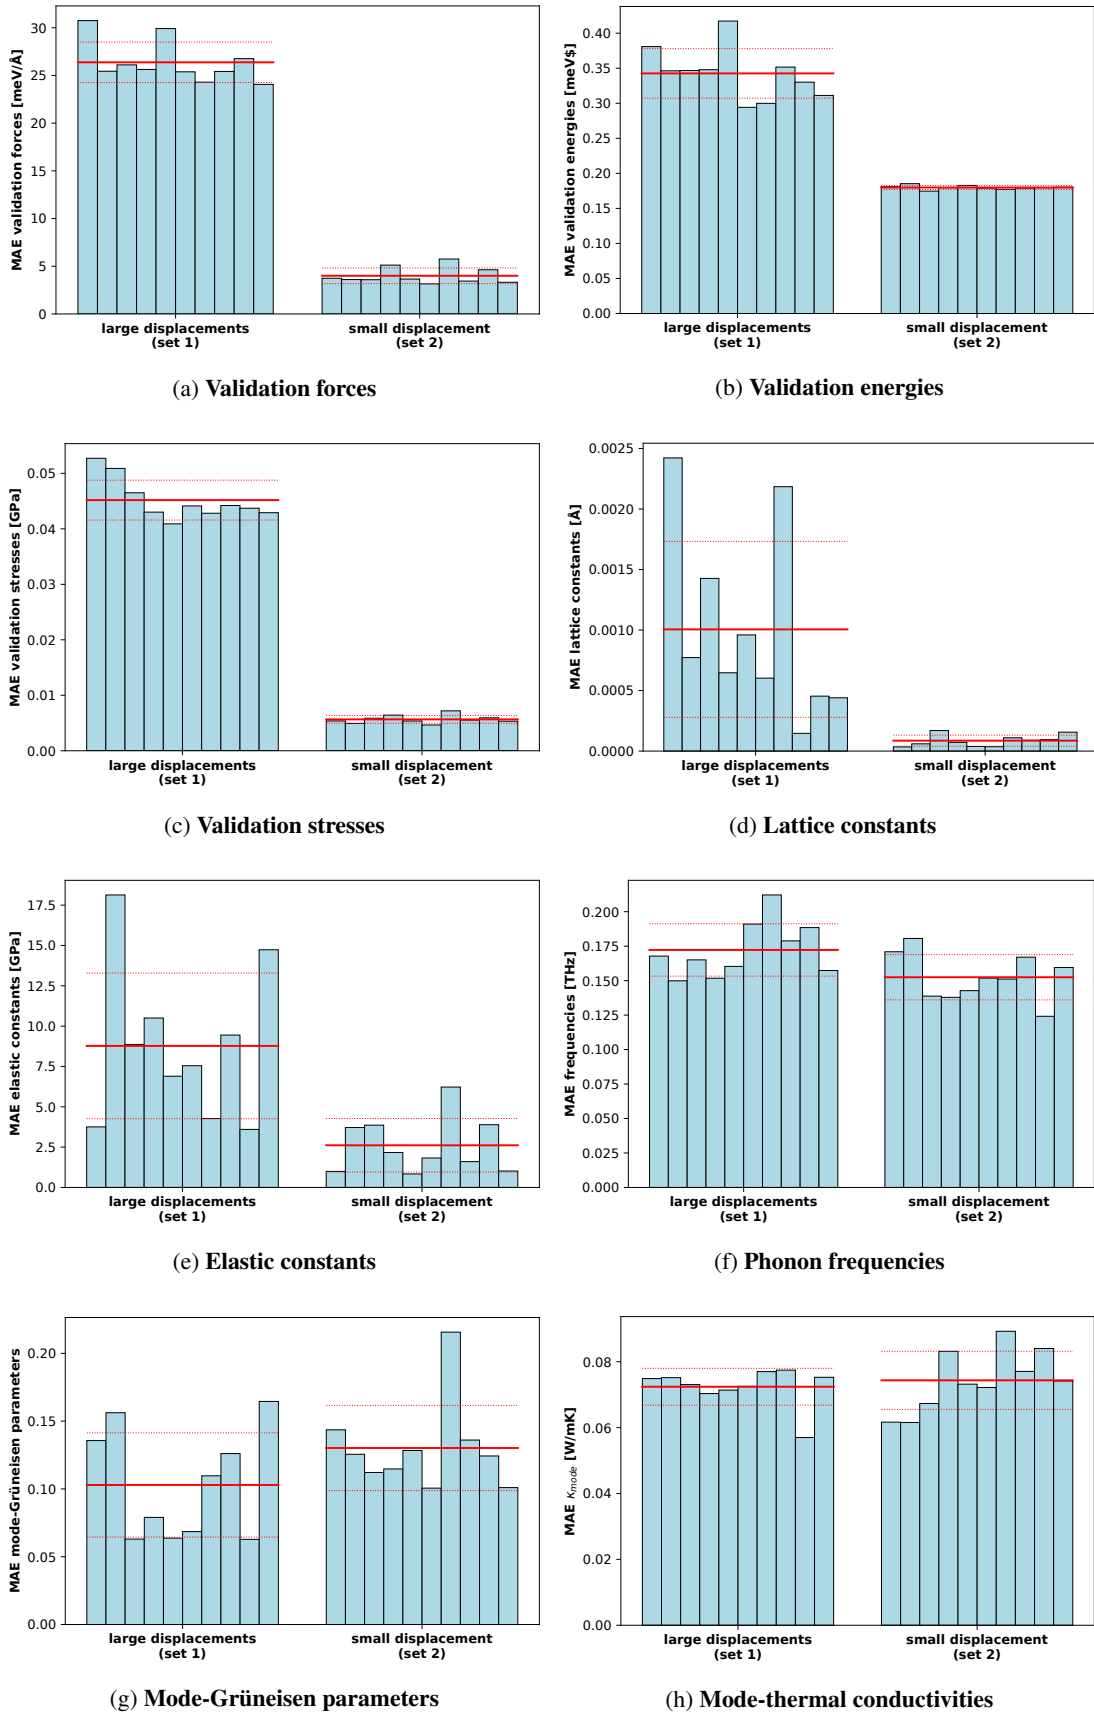 MAE validation forces [meV/Å]
30
25
20
15
10
5
0
large displacements
(set 1)
small displacement
(set 2)
(a) Validation forces
MAE validation energies [meV$]
0.40
0.35
0.30
0.25
0.20
0.15
0.10
0.05
0.00
large displacements
(set 1)
small displacement
(set 2)
(b) Validation energies
MAE validation stresses [GPa]
0.05
0.04
0.03
0.02
0.01
0.00
large displacements
(set 1)
small displacement
(set 2)
(c) Validation stresses
MAE lattice constants [Å]
0.0025
0.0020
0.0015
0.0010
0.0005
0.0000
large displacements
(set 1)
small displacement
(set 2)
(d) Lattice constants
MAE elastic constants [GPa]
17.5
15.0
12.5
10.0
7.5
5.0
2.5
0.0
large displacements
(set 1)
small displacement
(set 2)
(e) Elastic constants
MAE frequencies [THz]
0.200
0.175
0.150
0.125
0.100
0.075
0.050
0.025
0.000
large displacements
(set 1)
small displacement
(set 2)
(f) Phonon frequencies
MAE mode-Grüneisen parameters
0.20
0.15
0.10
0.05
0.00
large displacements
(set 1)
small displacement
(set 2)
(g) Mode-Grüneisen parameters
MAE κmode [W/mK]
0.08
0.06
0.04
0.02
0.00
large displacements
(set 1)
small displacement
(set 2)
(h) Mode-thermal conductivities